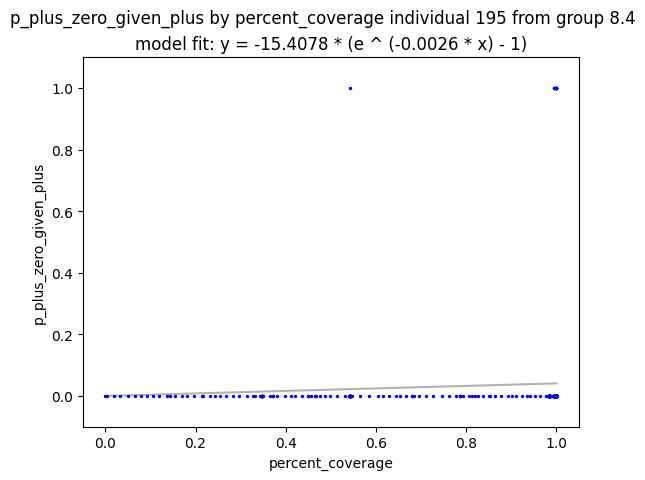 p_plus_zero_given_plus by percent_coverage individual 195 from group 8.4
model fit: y = -15.4078 * (e ^ (-0.0026 * x) - 1)
1.0
0.8
0.6
0.4
0.2
0.0
p_plus_zero_given_plus
0.0 0.2 0.4 0.6 0.8 1.0
percent_coverage